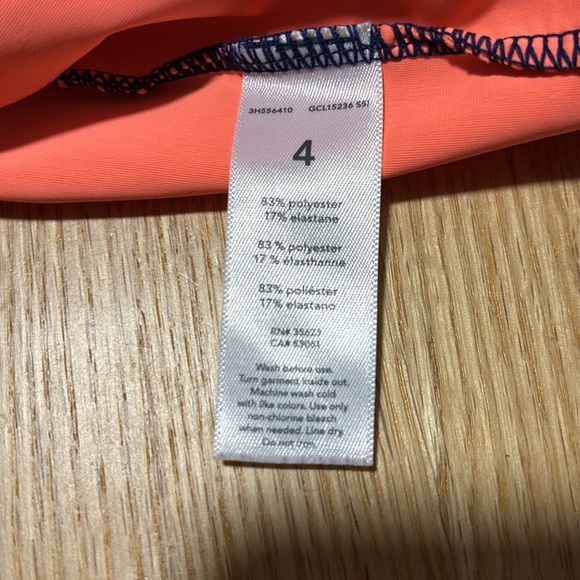 3H556410 GCL15236 SS1
4
83% polyester
17% elastane
83 % polyester
17 % élasthanne
83% poliéster
17% elastano
RN# 35623
CA# 53061
Wash before use.
Turn garment inside out.
Machine wash cold
with like colors. Use only
non-chlorine bleach
when needed. Line dry.
Do not iron.